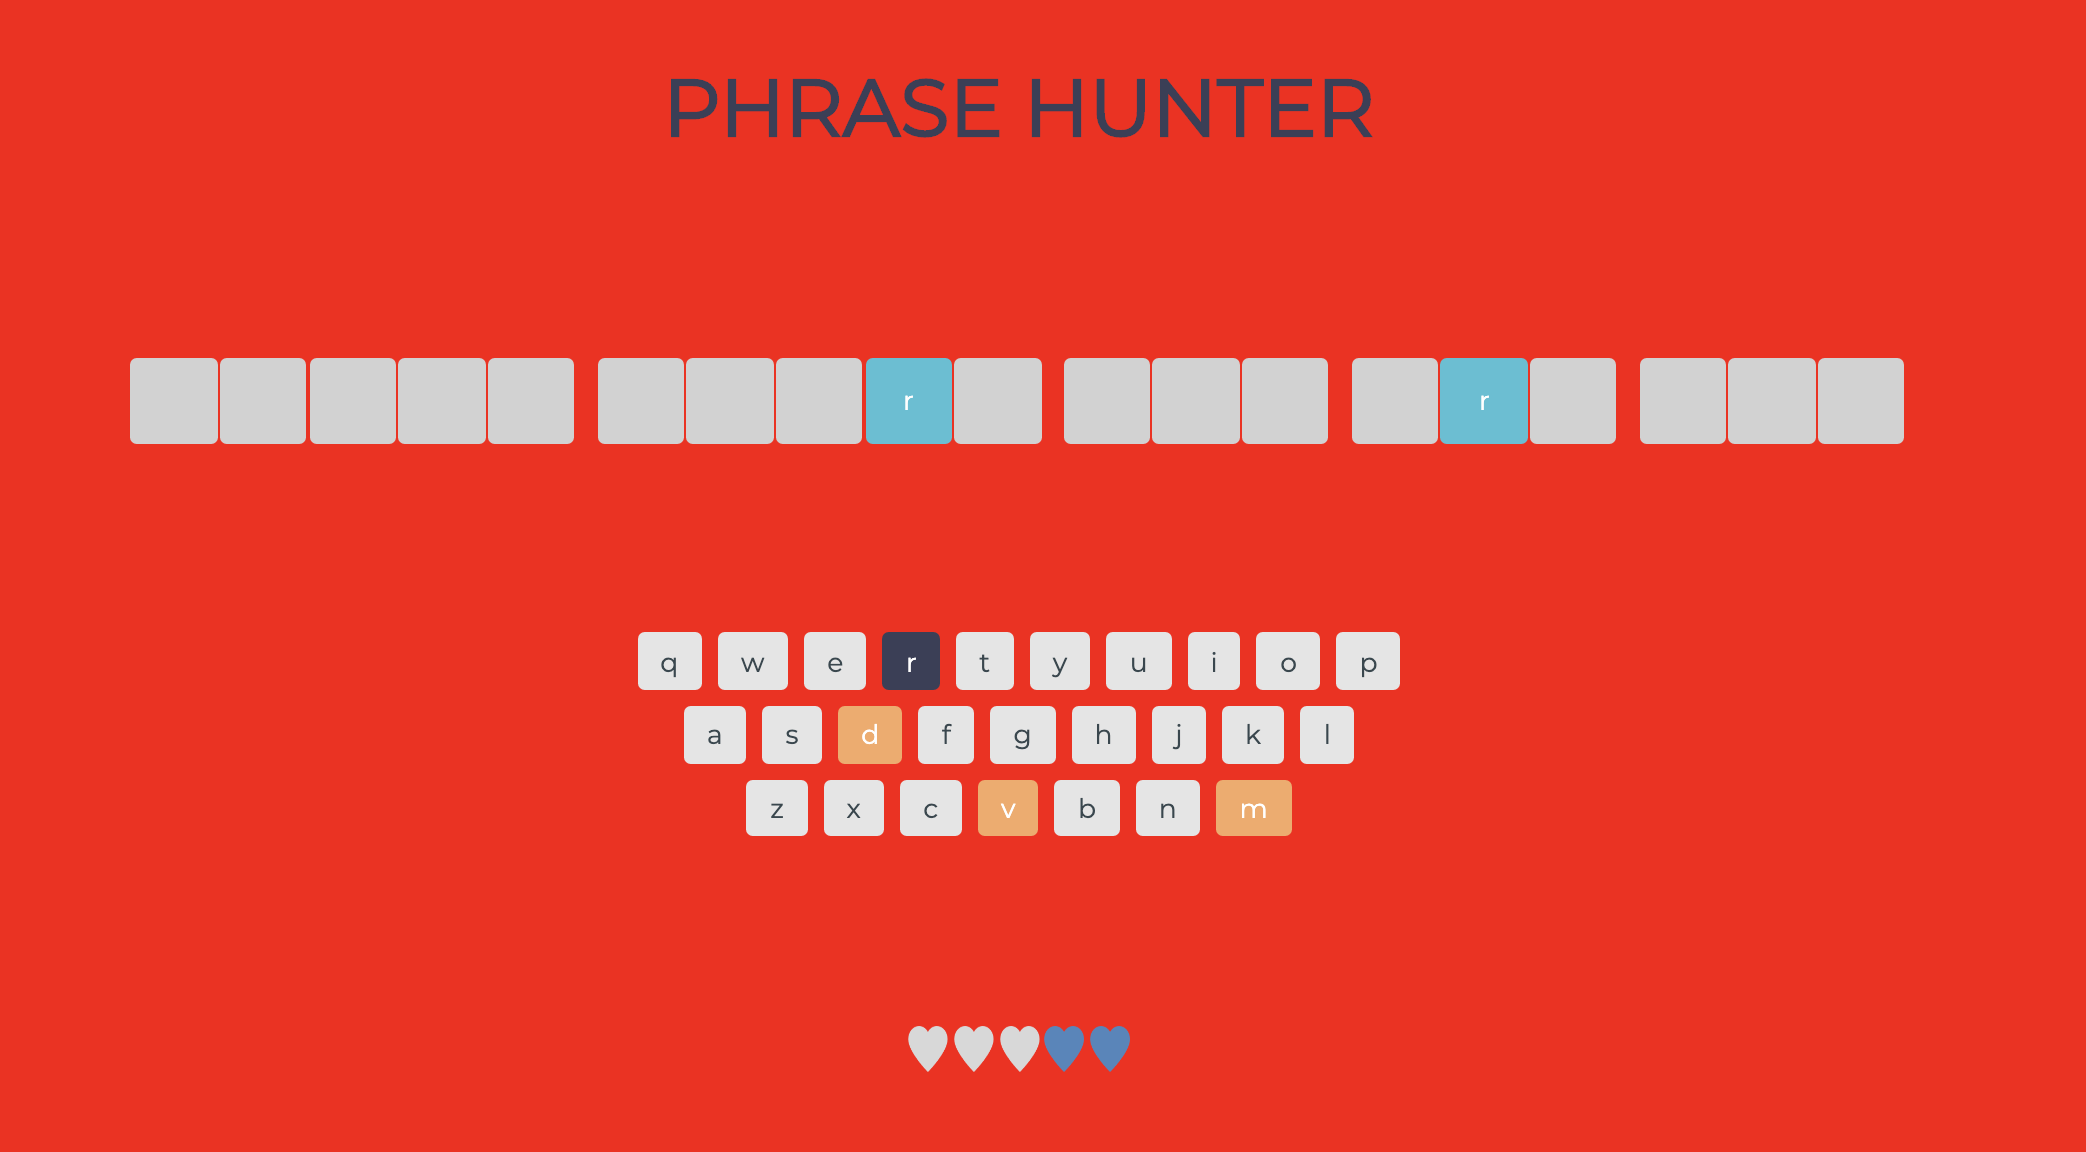 PHRASE HUNTER
r r
q w e r t y u i o p
a s d f g h j k l
z x c v b n m